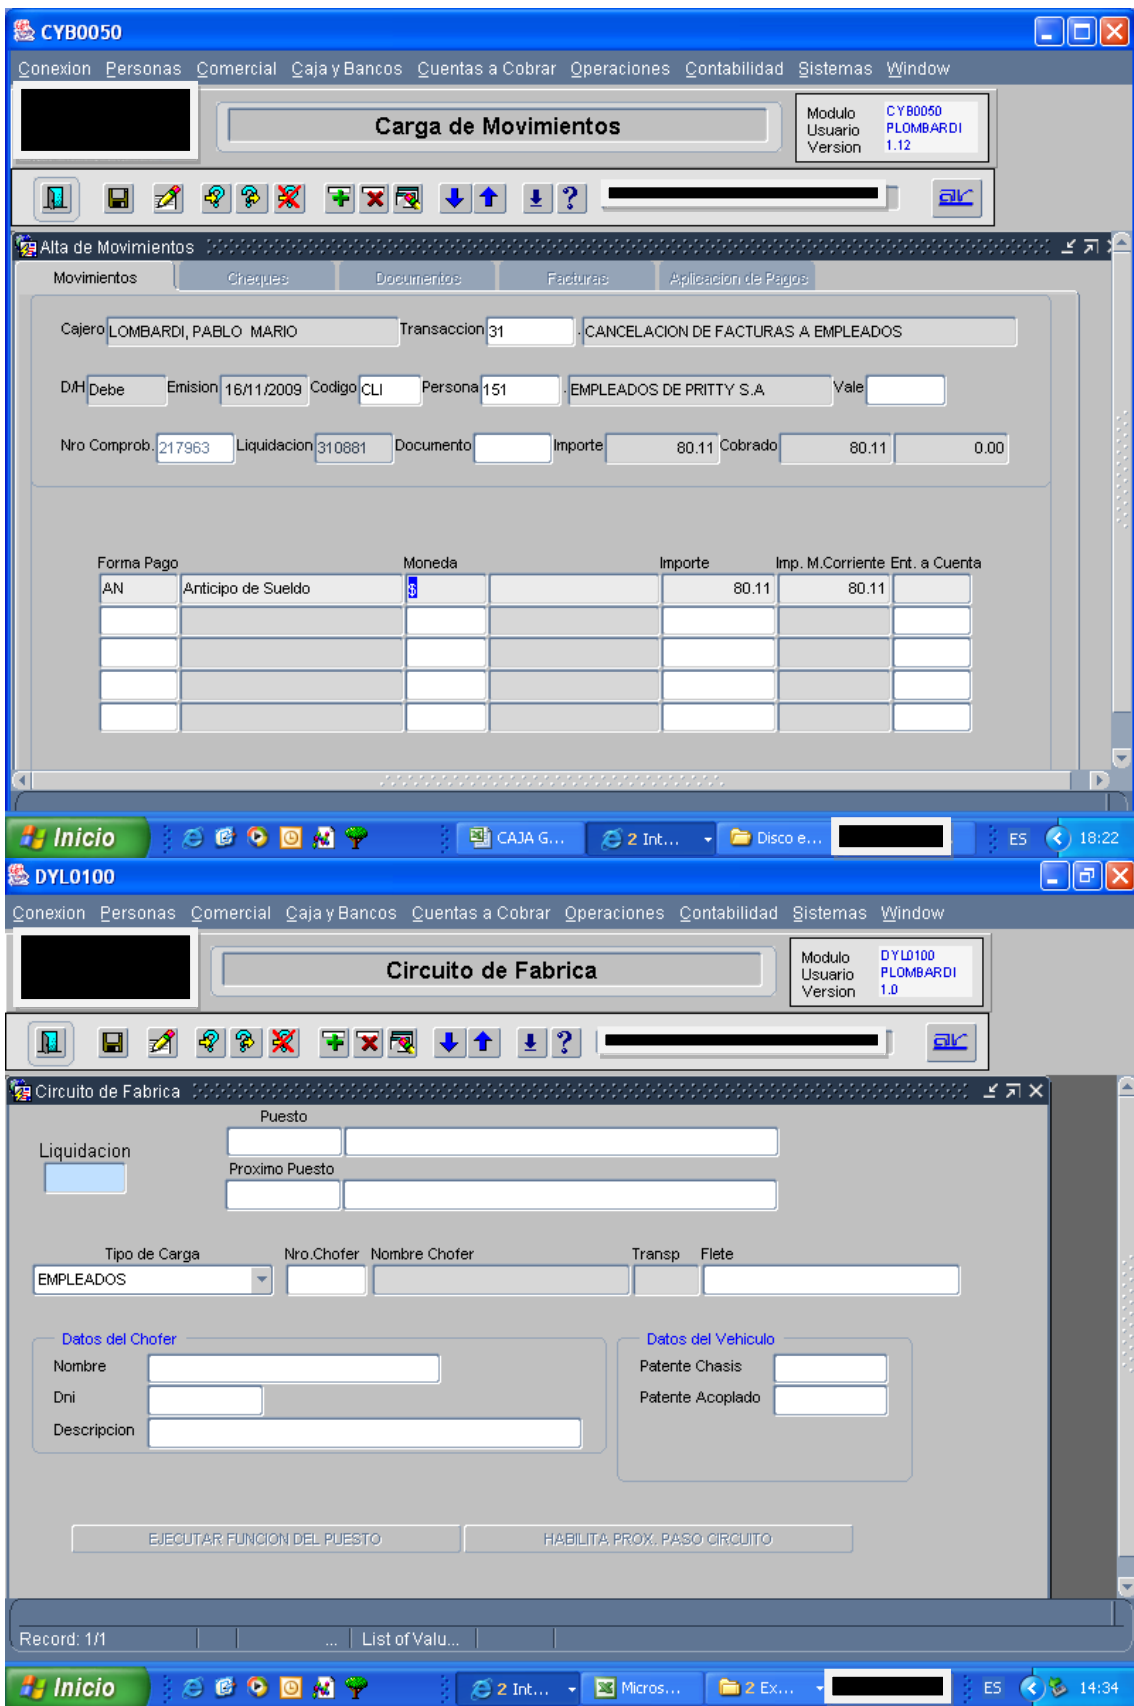 CYB0050
Conexion Personas Comercial Caja y Bancos Cuentas a Cobrar Operaciones Contabilidad Sistemas Window
Carga de Movimientos
Modulo CYB0050
Usuario PLOMBARDI
Version 1.12
Alta de Movimientos
Movimientos Cheques Documentos Facturas Aplicacion de Pagos
Cajero LOMBARDI, PABLO MARIO Transaccion 31 . CANCELACION DE FACTURAS A EMPLEADOS
D/H Debe Emision 16/11/2009 Codigo CLI Persona 151 . EMPLEADOS DE PRITTY S.A Vale
Nro Comprob. 217963 Liquidacion 310881 Documento Importe 80.11 Cobrado 80.11 0.00
Forma Pago Moneda Importe Imp. M.Corriente Ent. a Cuenta
AN Anticipo de Sueldo $ 80.11 80.11
Inicio CAJA G... 2 Int... Disco e... ES 18:22
DYL0100
Conexion Personas Comercial Caja y Bancos Cuentas a Cobrar Operaciones Contabilidad Sistemas Window
Circuito de Fabrica
Modulo DYL0100
Usuario PLOMBARDI
Version 1.0
Circuito de Fabrica
Puesto
Liquidacion
Proximo Puesto
Tipo de Carga Nro.Chofer Nombre Chofer Transp Flete
EMPLEADOS
Datos del Chofer Datos del Vehiculo
Nombre Patente Chasis
Dni Patente Acoplado
Descripcion
EJECUTAR FUNCION DEL PUESTO HABILITA PROX. PASO CIRCUITO
Record: 1/1 ... List of Valu...
Inicio 2 Int... Micros... 2 Ex... ES 14:34